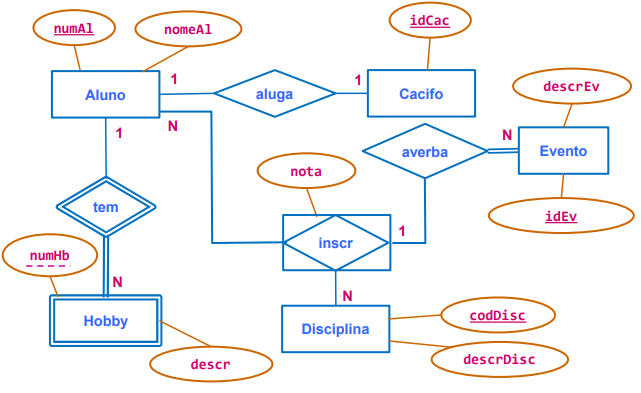 numAl
nomeAl
idCac
1
1
Aluno
aluga
Cacifo
descrEv
N
1
N
averba
Evento
nota
tem
idEv
1
inscr
numHb
N
N
codDisc
Hobby
Disciplina
descr
descrDisc